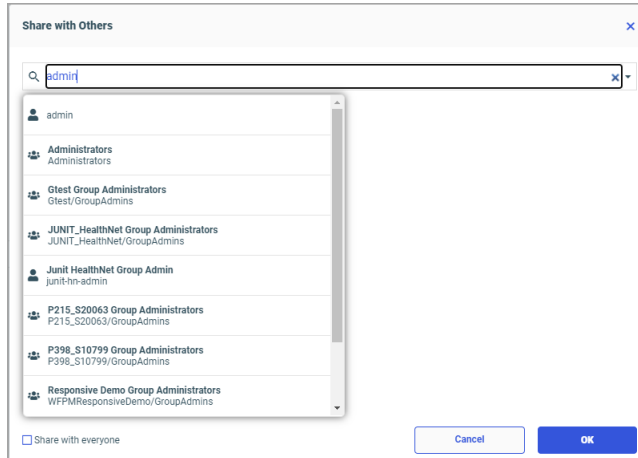 Share with Others
admin
admin
Administrators
Administrators
Gtest Group Administrators
Gtest/GroupAdmins
JUNIT_HealthNet Group Administrators
JUNIT_HealthNet/GroupAdmins
Junit HealthNet Group Admin
junit-hn-admin
P215_S20063 Group Administrators
P215_S20063/GroupAdmins
P398_S10799 Group Administrators
P398_S10799/GroupAdmins
Responsive Demo Group Administrators
WFPMResponsiveDemo/GroupAdmins
Share with everyone
Cancel
OK